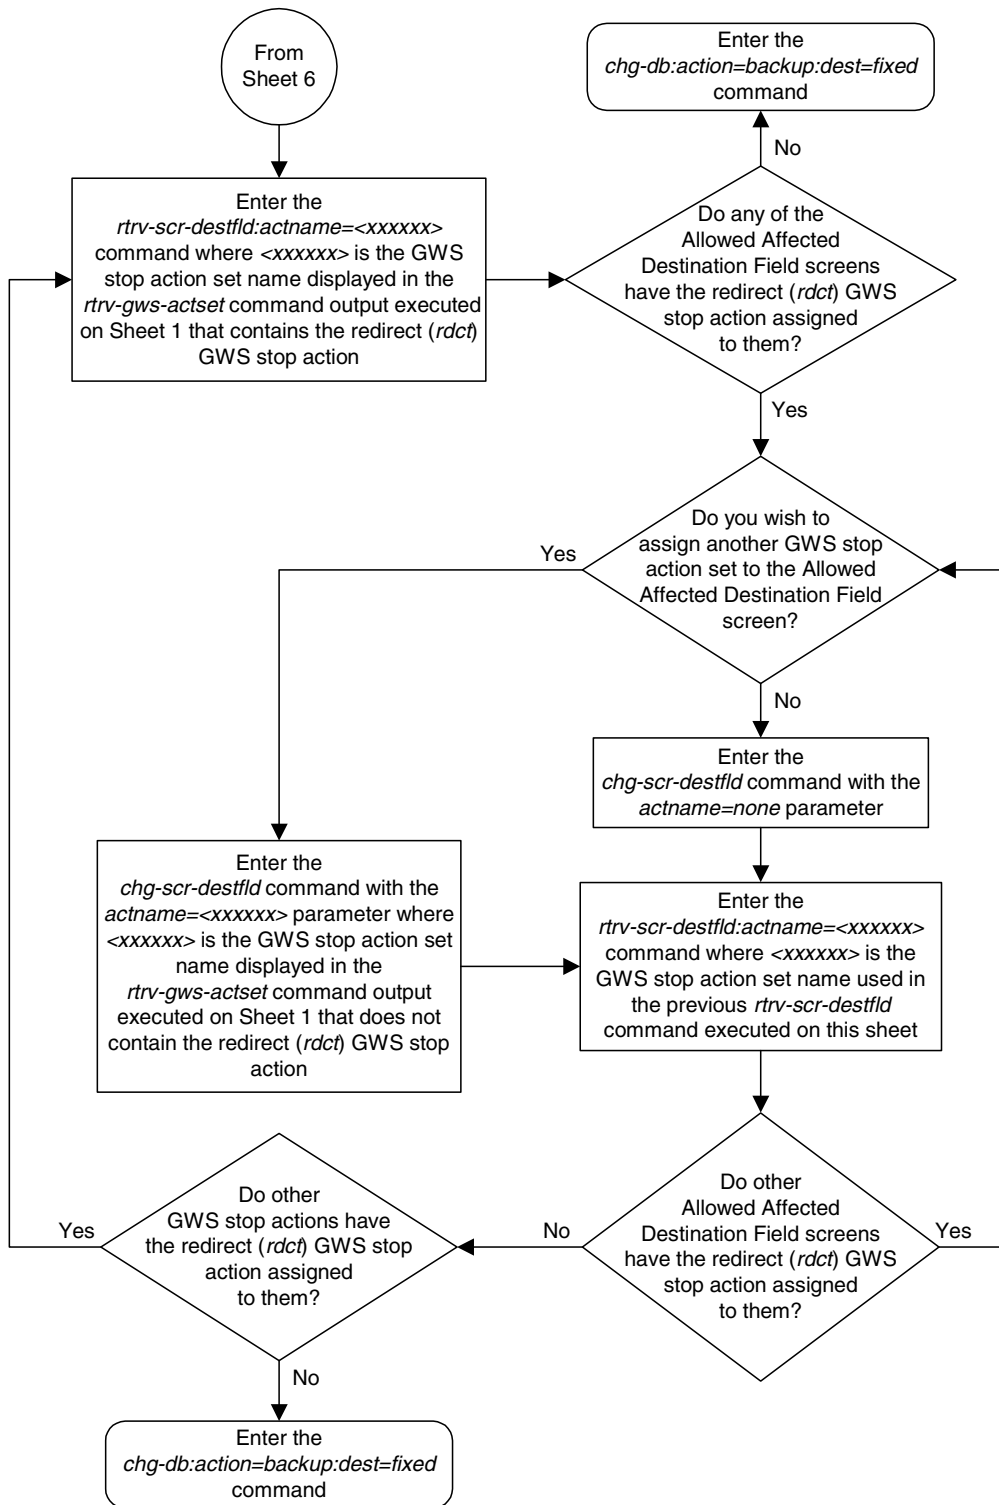 From
Sheet 6
Enter the
chg-db:action=backup:dest=fixed
command
No
Enter the
rtrv-scr-destfld:actname=<xxxxxx>
command where <xxxxxx> is the GWS
stop action set name displayed in the
rtrv-gws-actset command output executed
on Sheet 1 that contains the redirect (rdct)
GWS stop action
Do any of the
Allowed Affected
Destination Field screens
have the redirect (rdct) GWS
stop action assigned
to them?
Yes
Do you wish to
assign another GWS stop
action set to the Allowed
Affected Destination Field
screen?
Yes
No
Enter the
chg-scr-destfld command with the
actname=none parameter
Enter the
chg-scr-destfld command with the
actname=<xxxxxx> parameter where
<xxxxxx> is the GWS stop action set
name displayed in the
rtrv-gws-actset command output
executed on Sheet 1 that does not
contain the redirect (rdct) GWS stop
action
Enter the
rtrv-scr-destfld:actname=<xxxxxx>
command where <xxxxxx> is the
GWS stop action set name used in
the previous rtrv-scr-destfld
command executed on this sheet
Do other
Allowed Affected
Destination Field screens
have the redirect (rdct) GWS
stop action assigned
to them?
Yes
No
Do other
GWS stop actions have
the redirect (rdct) GWS stop
action assigned
to them?
Yes
No
Enter the
chg-db:action=backup:dest=fixed
command